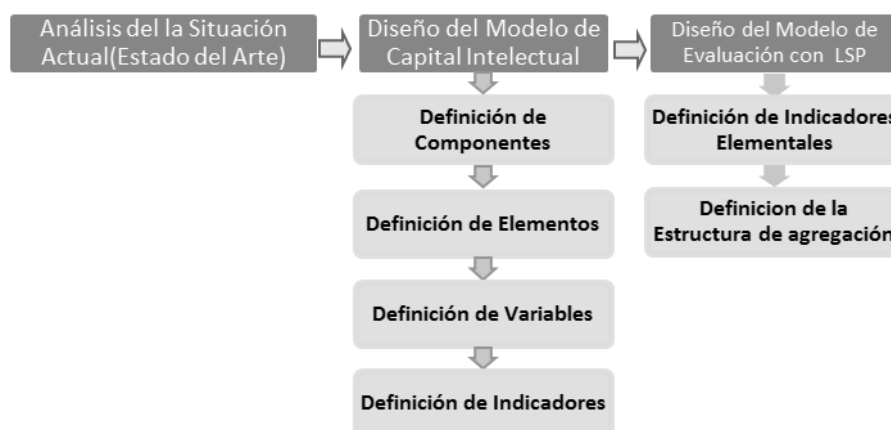 Análisis del la Situación
Actual(Estado del Arte)
Diseño del Modelo de
Capital Intelectual
Diseño del Modelo de
Evaluación con LSP
Definición de
Componentes
Definición de Elementos
Definición de Variables
Definición de Indicadores
Definición de Indicadores
Elementales
Definicion de la
Estructura de agregación